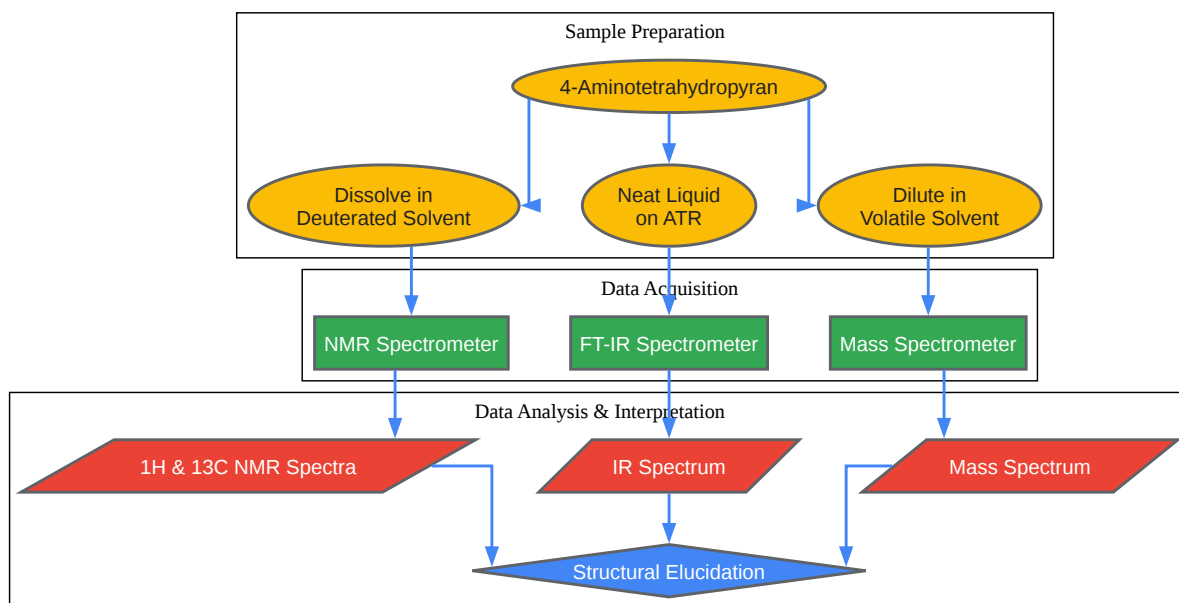 Sample Preparation
4-Aminotetrahydropyran
Dissolve in
Deuterated Solvent
Neat Liquid
on ATR
Dilute in
Volatile Solvent
Data Acquisition
NMR Spectrometer
FT-IR Spectrometer
Mass Spectrometer
Data Analysis & Interpretation
1H & 13C NMR Spectra
IR Spectrum
Mass Spectrum
Structural Elucidation